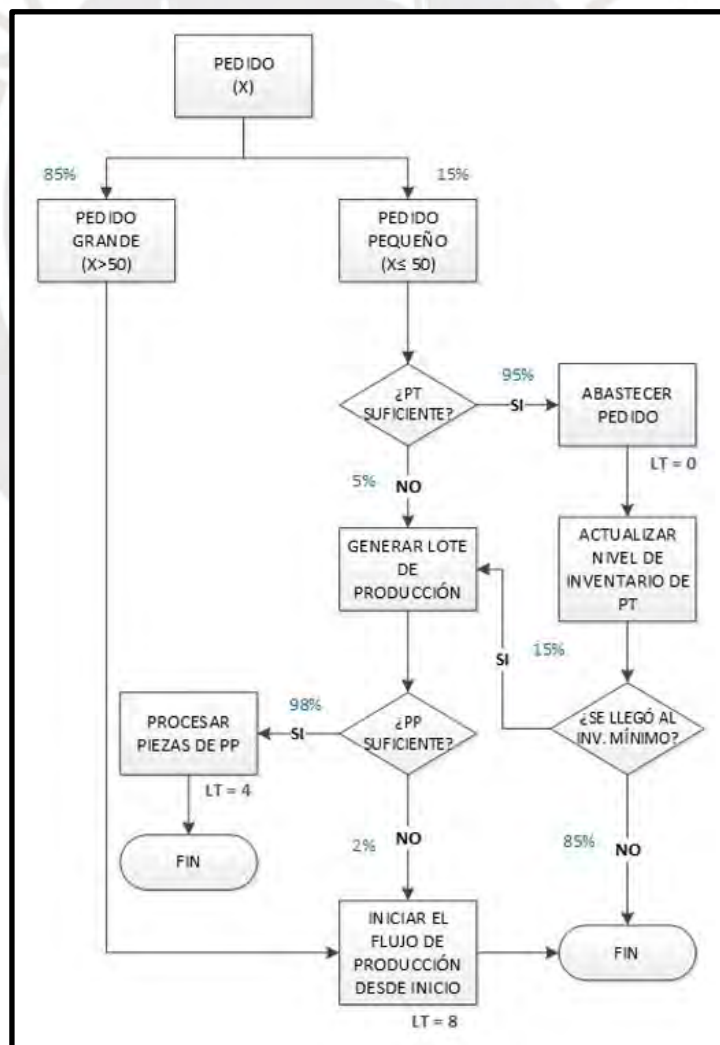 PEDIDO
(X)
85%
15%
PEDIDO
GRANDE
(X>50)
PEDIDO
PEQUEÑO
(X≤ 50)
¿PT
SUFICIENTE?
95%
SI
ABASTECER
PEDIDO
LT = 0
5%
NO
GENERAR LOTE
DE
PRODUCCIÓN
ACTUALIZAR
NIVEL DE
INVENTARIO DE
PT
SI
15%
PROCESAR
PIEZAS DE PP
98%
SI
¿PP
SUFICIENTE?
¿SE LLEGÓ AL
INV. MÍNIMO?
LT = 4
FIN
2%
NO
85%
NO
INICIAR EL
FLUJO DE
PRODUCCIÓN
DESDE INICIO
FIN
LT = 8